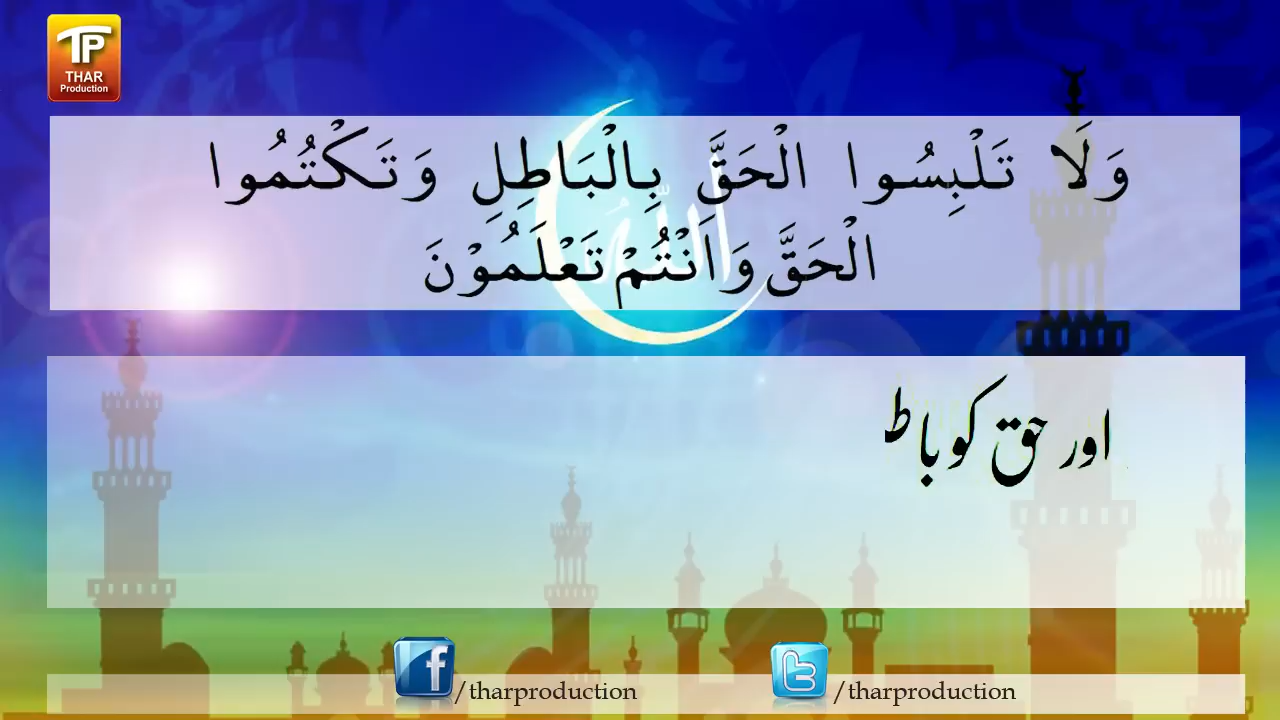 TP
THAR
Production
وَلَا تَلْبِسُوا الْحَقَّ بِالْبَاطِلِ وَتَكْتُمُوا
الْحَقَّ وَاَنْتُمْ تَعْلَمُوْنَ
اور حق کو باط
/tharproduction
/tharproduction